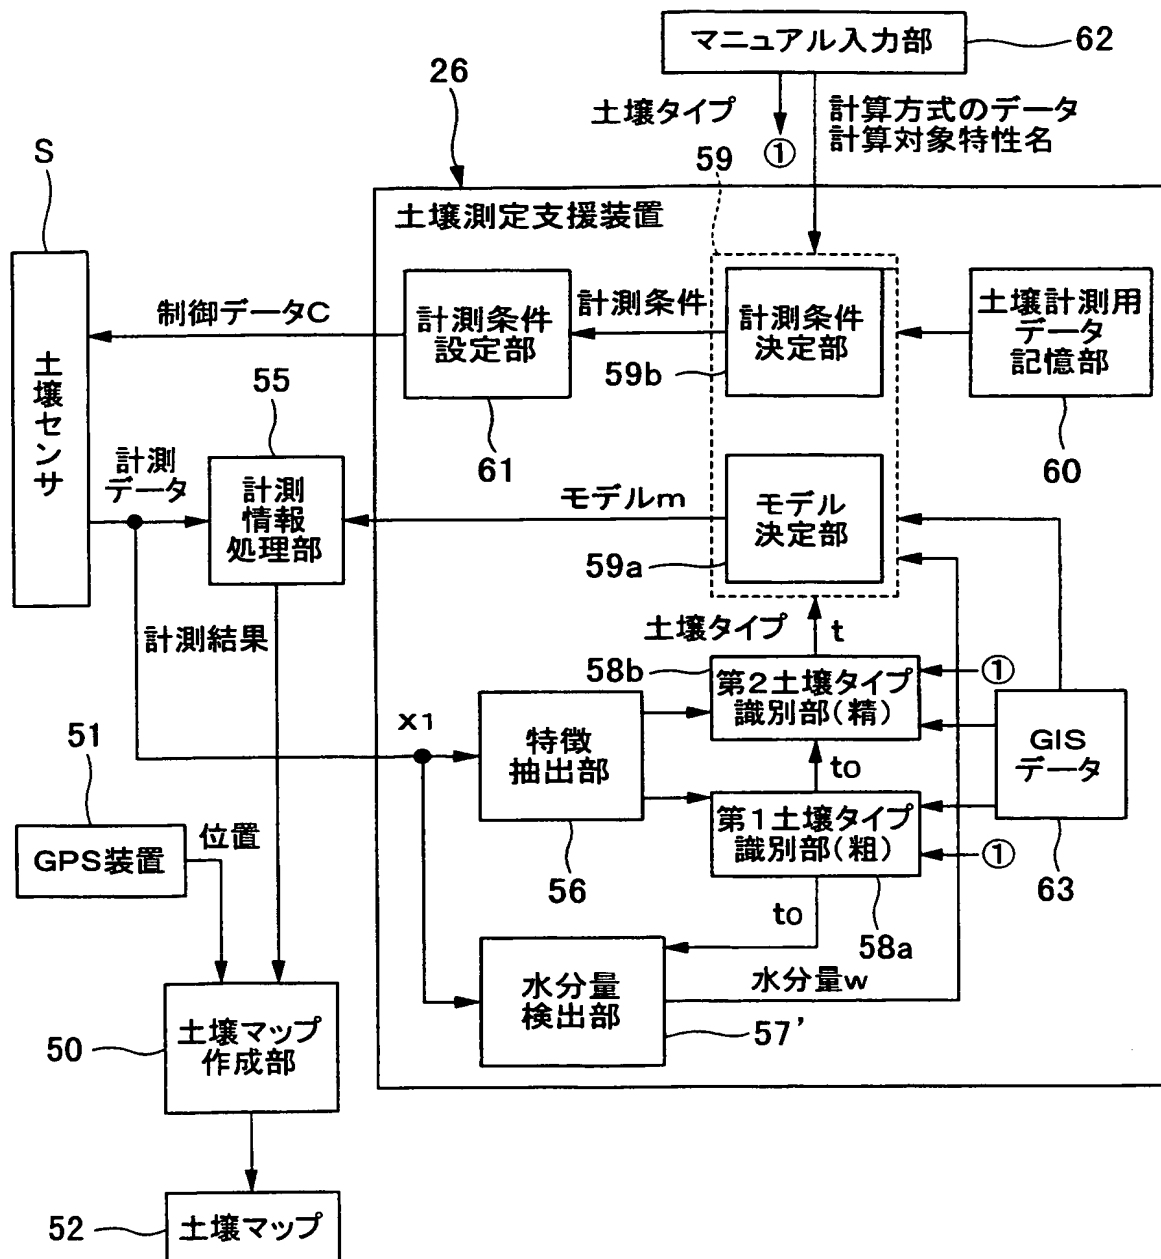 マニュアル入力部
62
26
土壌タイプ
①
計算方式のデータ
計算対象特性名
S
59
土壌測定支援装置
土壌センサ
制御データC
計測条件
設定部
61
計測条件
計測条件
決定部
59b
土壌計測用
データ
記憶部
60
55
計測
データ
計測
情報
処理部
モデルm
モデル
決定部
59a
計測結果
土壌タイプ
t
58b
第2土壌タイプ
識別部(精)
①
x1
特徴
抽出部
56
to
GIS
データ
63
51
GPS装置
位置
第1土壌タイプ
識別部(粗)
①
to
58a
水分量
検出部
57'
水分量w
50
土壌マップ
作成部
52
土壌マップ